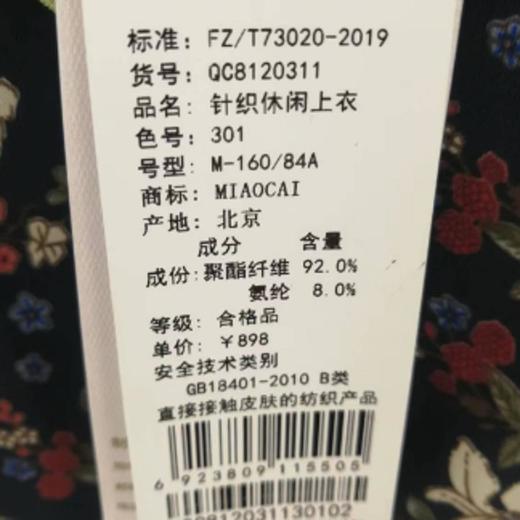 标准: FZ/T73020-2019
货号: QC8120311
品名: 针织休闲上衣
色号: 301
号型: M-160/84A
商标: MIAOCAI
产地: 北京
成分 含量
成份: 聚酯纤维 92.0%
氨纶 8.0%
等级: 合格品
单价: ¥898
安全技术类别
GB18401-2010 B类
直接接触皮肤的纺织产品
6 923809 115505